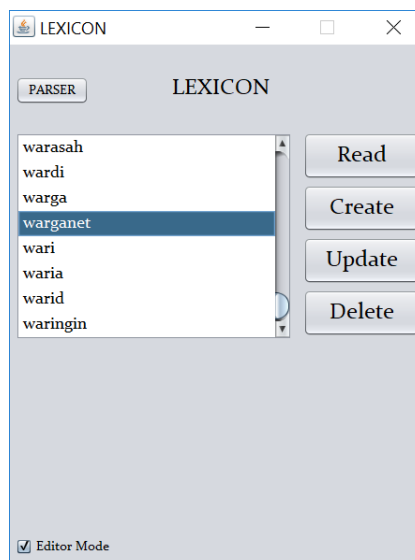 LEXICON
PARSER
LEXICON
warasah
wardi
warga
warganet
wari
waria
warid
waringin
Read
Create
Update
Delete
Editor Mode